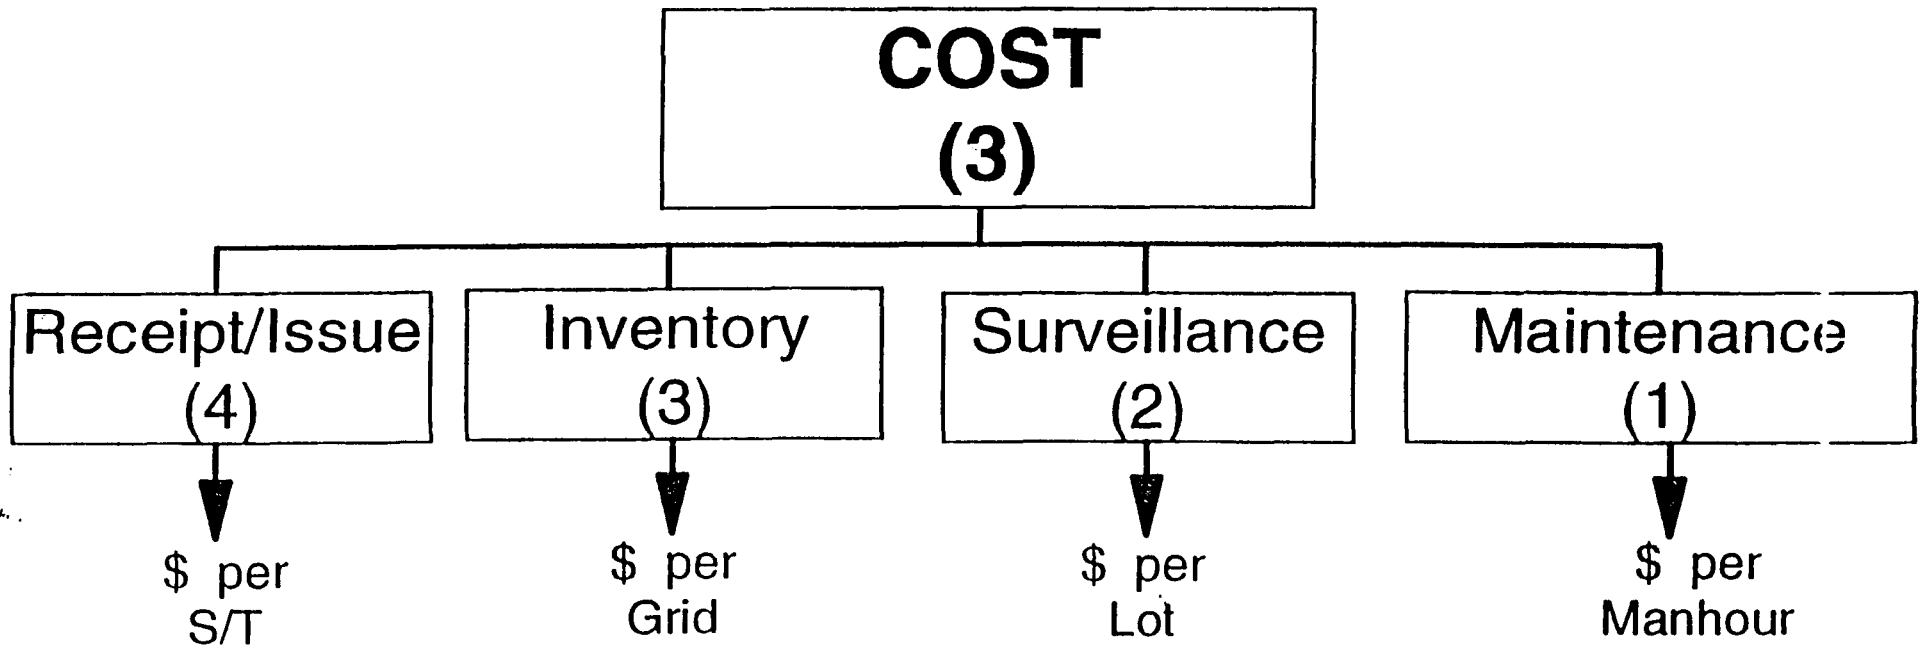 COST
(3)
Receipt/Issue
(4)
Inventory
(3)
Surveillance
(2)
Maintenance
(1)
$ per
S/T
$ per
Grid
$ per
Lot
$ per
Manhour